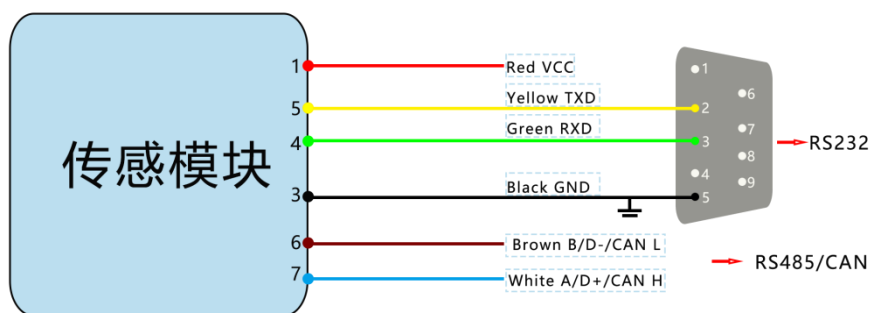 传感模块
1
5
4
3
6
7
Red VCC
Yellow TXD
Green RXD
Black GND
Brown B/D-/CAN L
White A/D+/CAN H
1
2
3
4
5
6
7
8
9
RS232
RS485/CAN